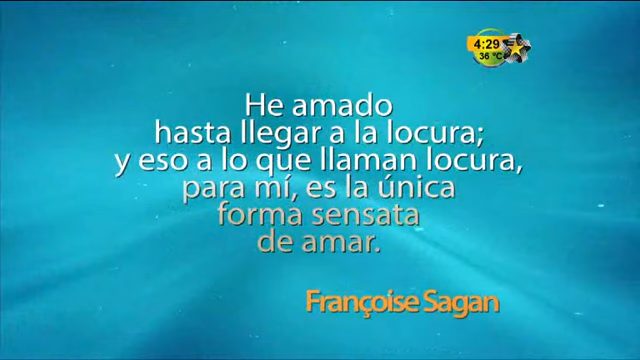 4:29
36 °C
He amado
hasta llegar a la locura;
y eso a lo que llaman locura,
para mí, es la única
forma sensata
de amar.
Françoise Sagan